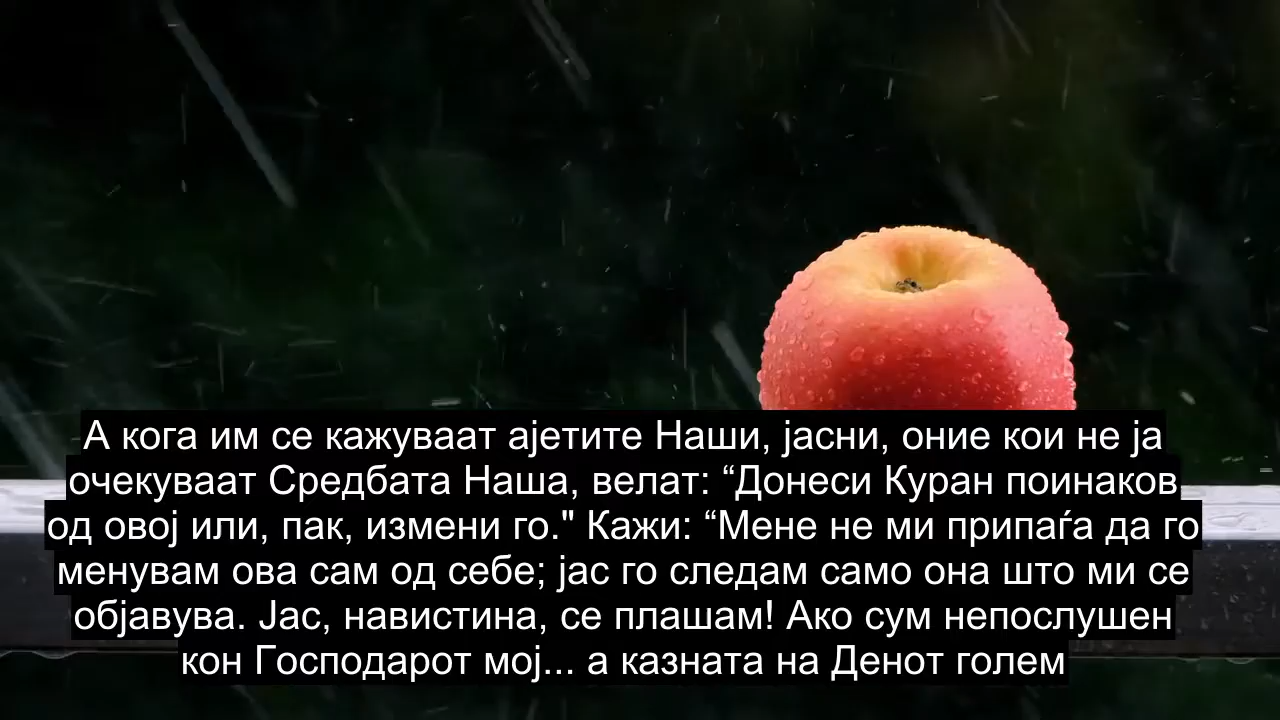 А кога им се кажуваат ајетите Наши, јасни, оние кои не ја
очекуваат Средбата Наша, велат: “Донеси Куран поинаков
од овој или, пак, измени го." Кажи: “Мене не ми припаѓа да го
менувам ова сам од себе; јас го следам само она што ми се
објавува. Јас, навистина, се плашам! Ако сум непослушен
кон Господарот мој... а казната на Денот голем